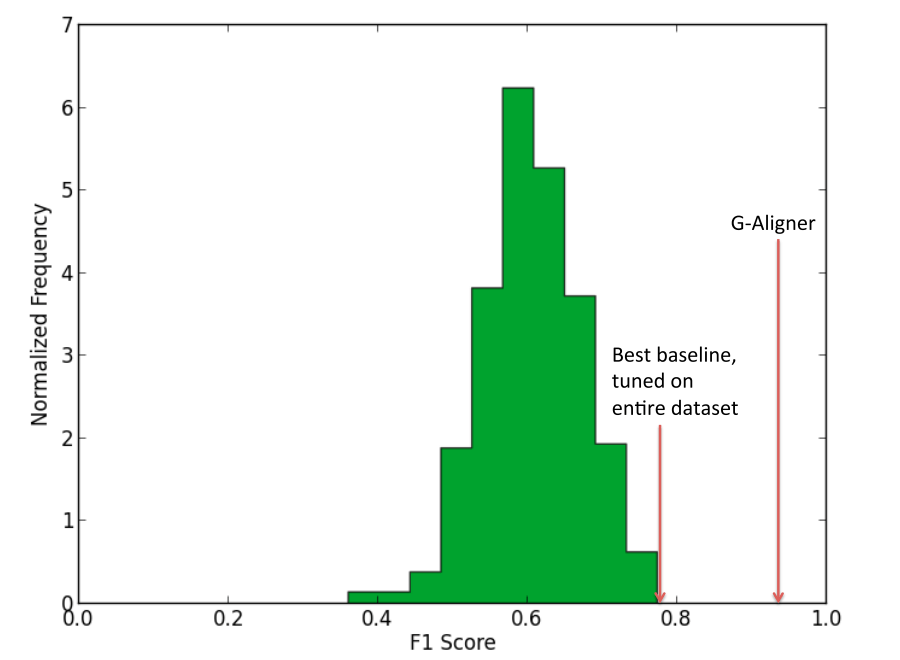 7
6
5
4
3
2
1
0
Normalized Frequency
G-Aligner
Best baseline,
tuned on
entire dataset
0.0 0.2 0.4 0.6 0.8 1.0
F1 Score